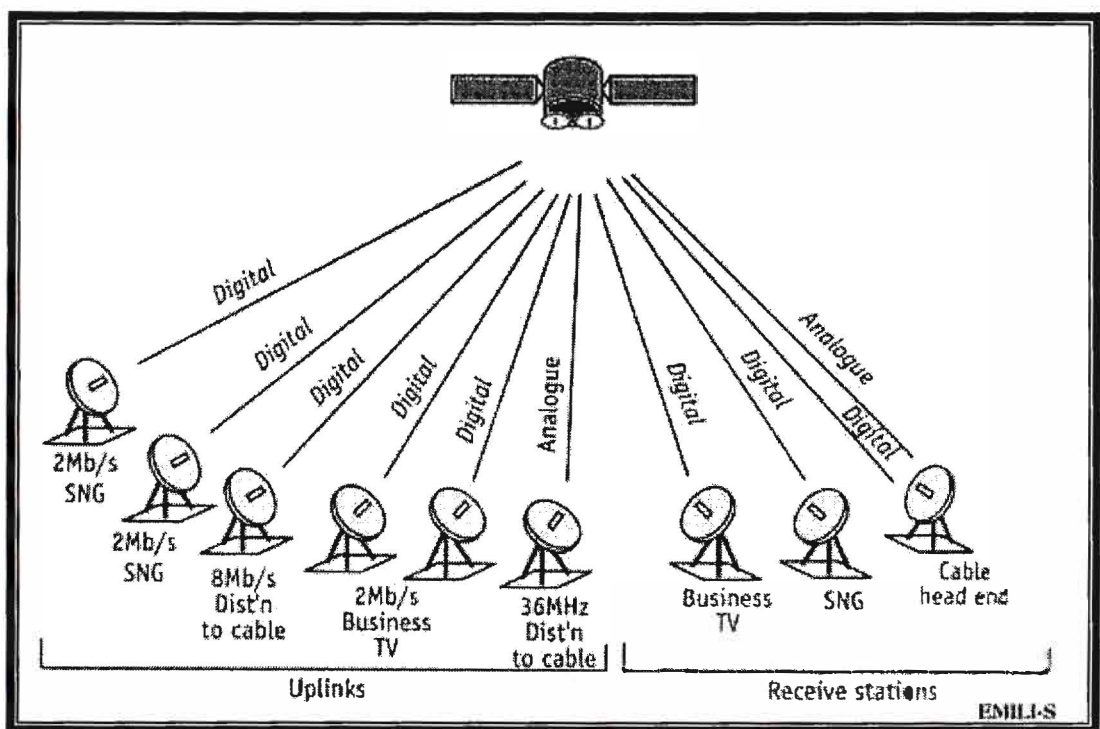 Digital
Digital
Digital
Digital
Digital
Analogue
Digital
Digital
Digital
Analogue
2Mb/s
SNG
2Mb/s
SNG
8Mb/s
Dist'n
to cable
2Mb/s
Business
TV
36MHz
Dist'n
to cable
Business
TV
SNG
Cable
head end
Uplinks
Receive stations
EMILI-S